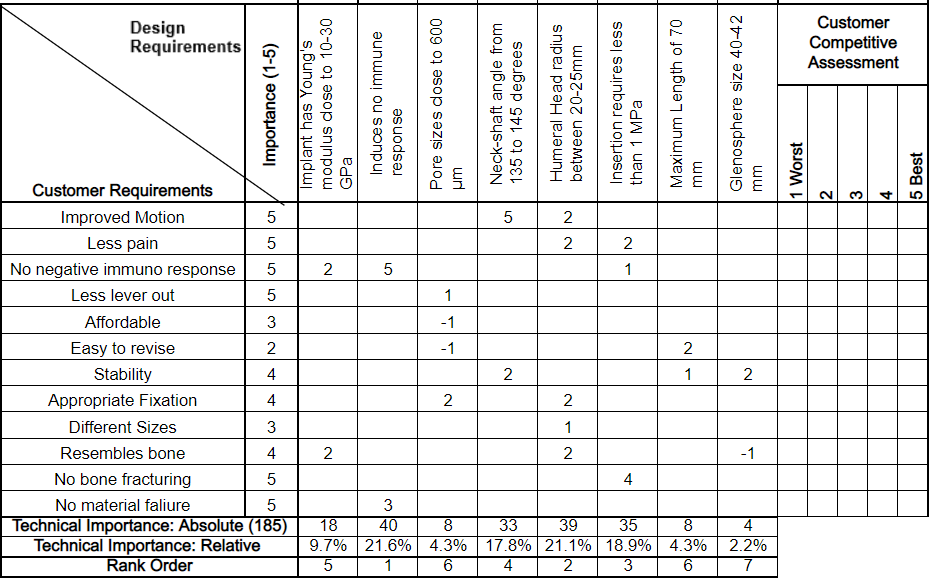 Design
Requirements
Customer Requirements
Importance (1-5)
Implant has Young's
modulus dose to 10-30
GPa
Induces no immune
response
Pore sizes dose to 600
µm
Neck-shaft angle from
135 to 145 degrees
Humeral Head radius
between 20-25mm
Insertion requires less
than 1 MPa
Maximum Length of 70
mm
Glenosphere size 40-42
mm
Customer
Competitive
Assessment
1 Worst
2
3
4
5 Best
Improved Motion 5 5 2
Less pain 5 2 2
No negative immuno response 5 2 5 1
Less lever out 5 1
Affordable 3 -1
Easy to revise 2 -1 2
Stability 4 2 1 2
Appropriate Fixation 4 2 2
Different Sizes 3 1
Resembles bone 4 2 2 -1
No bone fracturing 5 4
No material faliure 5 3
Technical Importance: Absolute (185) 18 40 8 33 39 35 8 4
Technical Importance: Relative 9.7% 21.6% 4.3% 17.8% 21.1% 18.9% 4.3% 2.2%
Rank Order 5 1 6 4 2 3 6 7